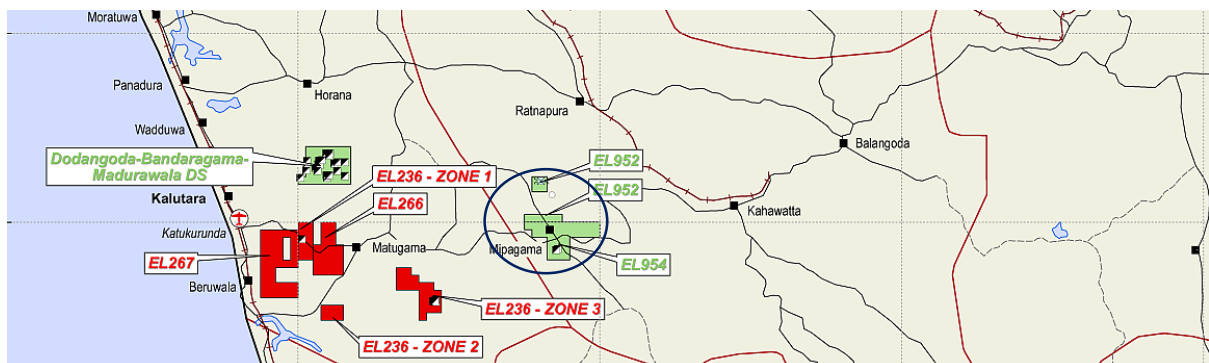 Moratuwa
Panadura
Horana
Ratnapura
Wadduwa
Balangoda
Dodangoda-Bandaragama-
Madurawala DS
EL952
EL236 - ZONE 1
EL952
Kalutara
EL266
Kahawatta
Katukurunda
Matugama
Mipagama
EL267
EL954
Beruwala
EL236 - ZONE 3
EL236 - ZONE 2